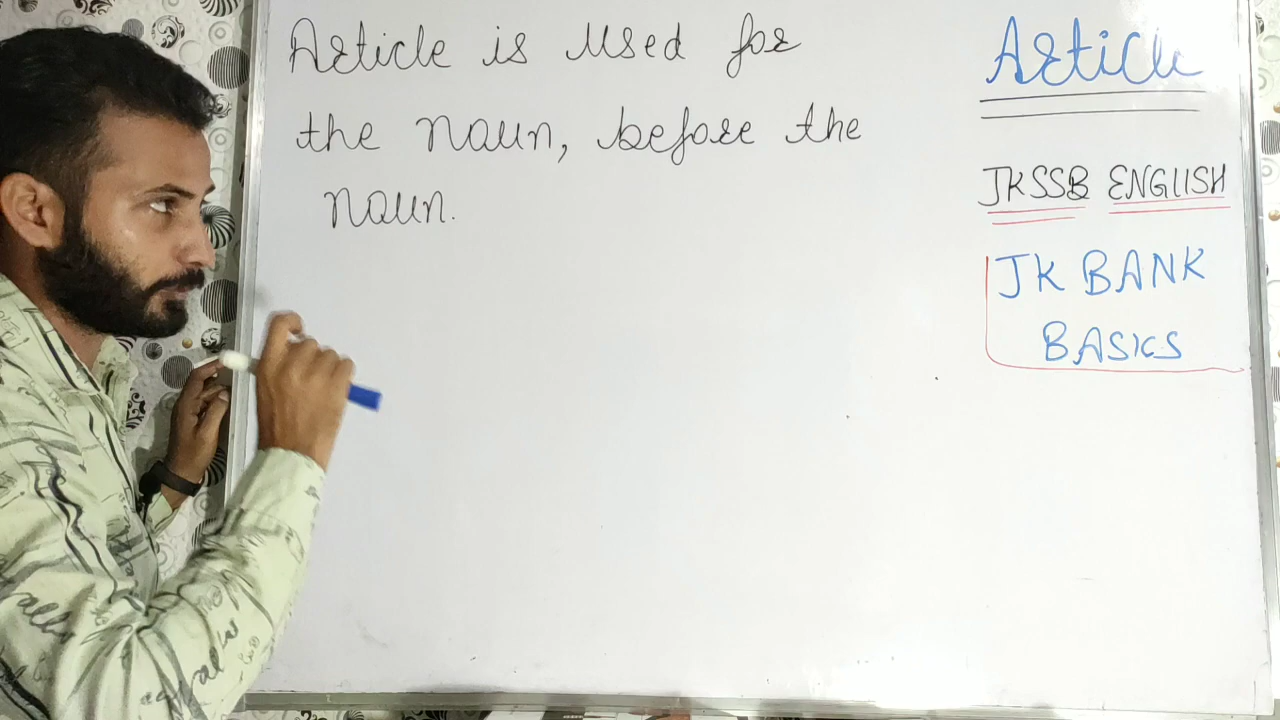 Article is used for
the noun, before the
noun.
Article
JKSSB ENGLISH
JK BANK
BASICS